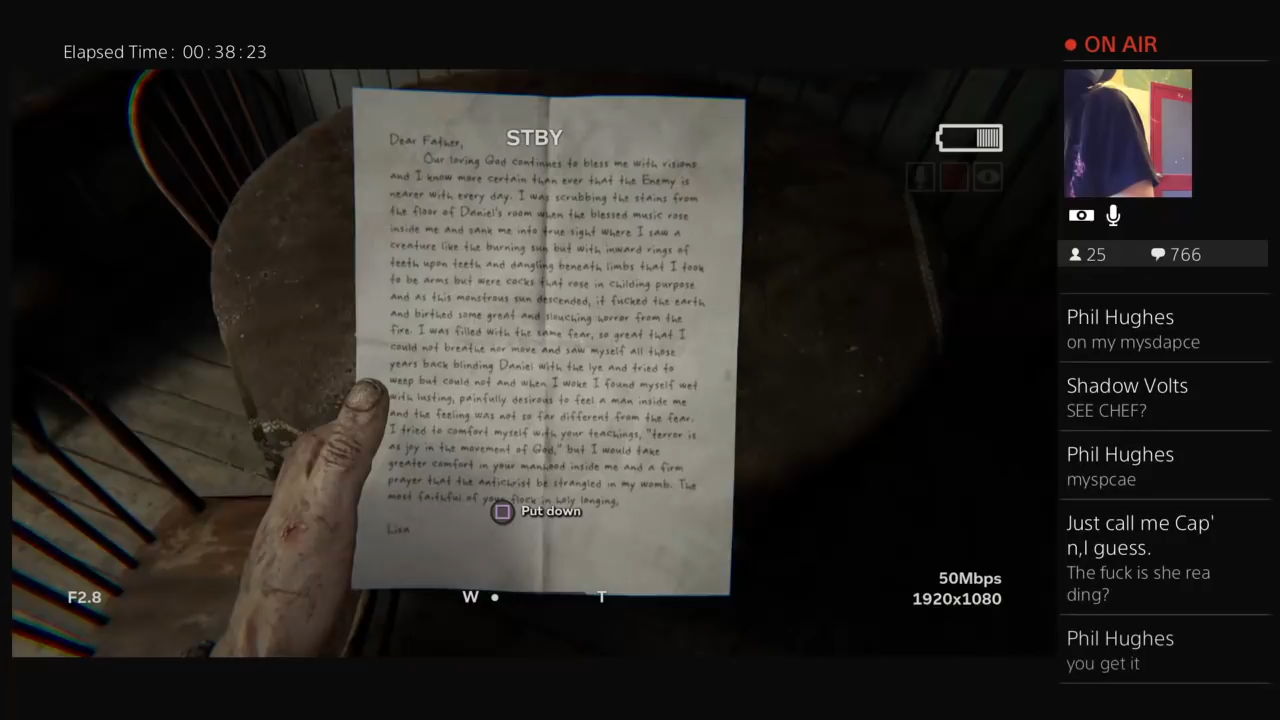 Elapsed Time: 00:38:23
ON AIR
STBY
Dear Father,
Our loving God continues to bless me with visions
and I know more certain than ever that the Enemy is
nearer with every day. I was scrubbing the stains from
the floor of Daniel's room when the blessed music rose
inside me and sank me into true sight where I saw a
creature like the burning sun but with inward rings of
teeth upon teeth and dangling beneath limbs that I took
to be arms but were cocks that rose in childing purpose
and as this monstrous sun descended, it fucked the earth
and birthed some great and slouching horror from the
fire. I was filled with the same fear, so great that I
could not breathe nor move and saw myself all those
years back blinding Daniel with the lye and tried to
weep but could not and when I woke I found myself wet
with lusting, painfully desirous to feel a man inside me
and the feeling was not so far different from the fear.
I tried to comfort myself with your teachings, "terror is
as joy in the movement of God," but I would take
greater comfort in your manhood inside me and a firm
prayer that the antichrist be strangled in my womb. The
most faithful of your flock in holy longing,
Put down
Lisa
F2.8
W
T
50Mbps
1920x1080
25
766
Phil Hughes
on my mysdapce
Shadow Volts
SEE CHEF?
Phil Hughes
myspcae
Just call me Cap'
n,I guess.
The fuck is she rea
ding?
Phil Hughes
you get it